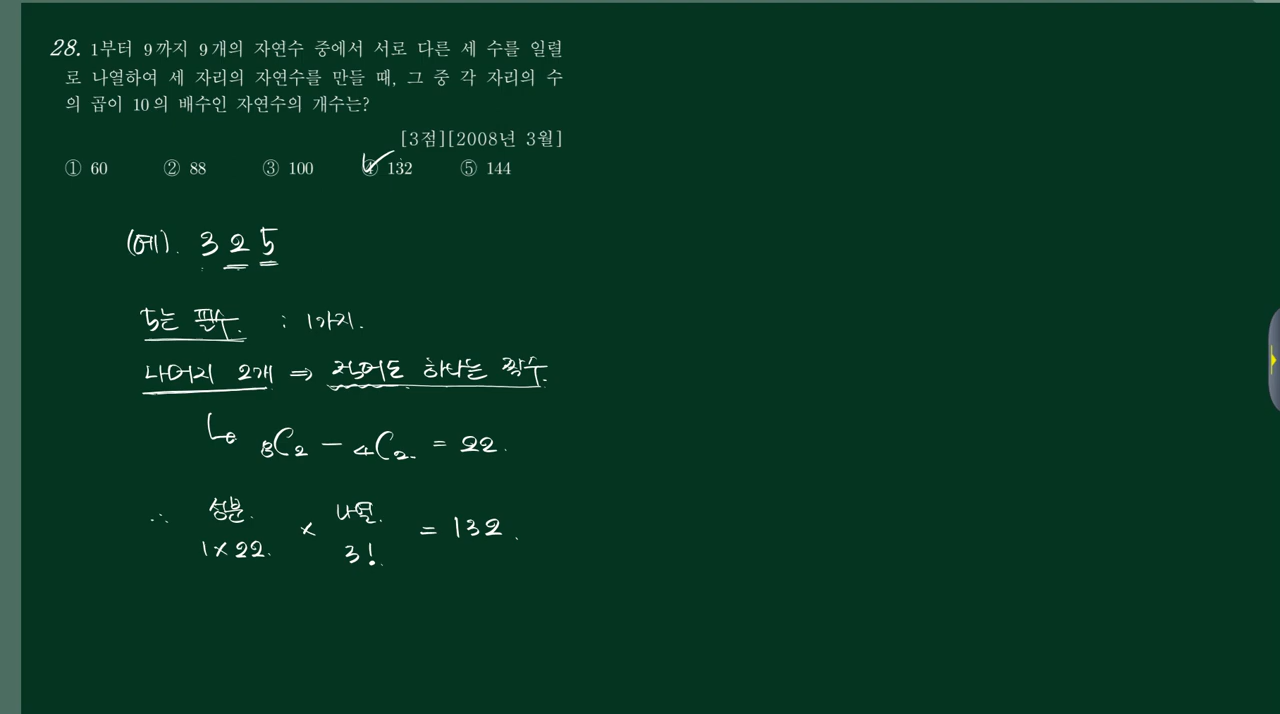 28. 1부터 9까지 9개의 자연수 중에서 서로 다른 세 수를 일렬
로 나열하여 세 자리의 자연수를 만들 때, 그 중 각 자리의 수
의 곱이 10의 배수인 자연수의 개수는?
[3점][2008년 3월]
① 60 ② 88 ③ 100 ④ 132 ⑤ 144
(예). 3 2 5
5는 필수. : 1가지.
나머지 2개 ⇒ 적어도 하나는 짝수.
₈C₂ - ₄C₂. = 22.
∴ 성분. × 나열. = 132.
1×22. 3!.